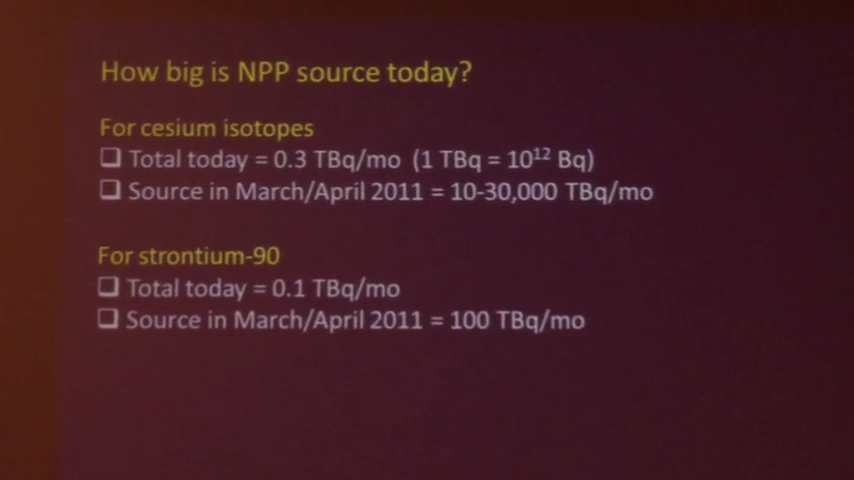 How big is NPP source today?
For cesium isotopes
❑ Total today = 0.3 TBq/mo (1 TBq = 10¹² Bq)
❑ Source in March/April 2011 = 10-30,000 TBq/mo
For strontium-90
❑ Total today = 0.1 TBq/mo
❑ Source in March/April 2011 = 100 TBq/mo